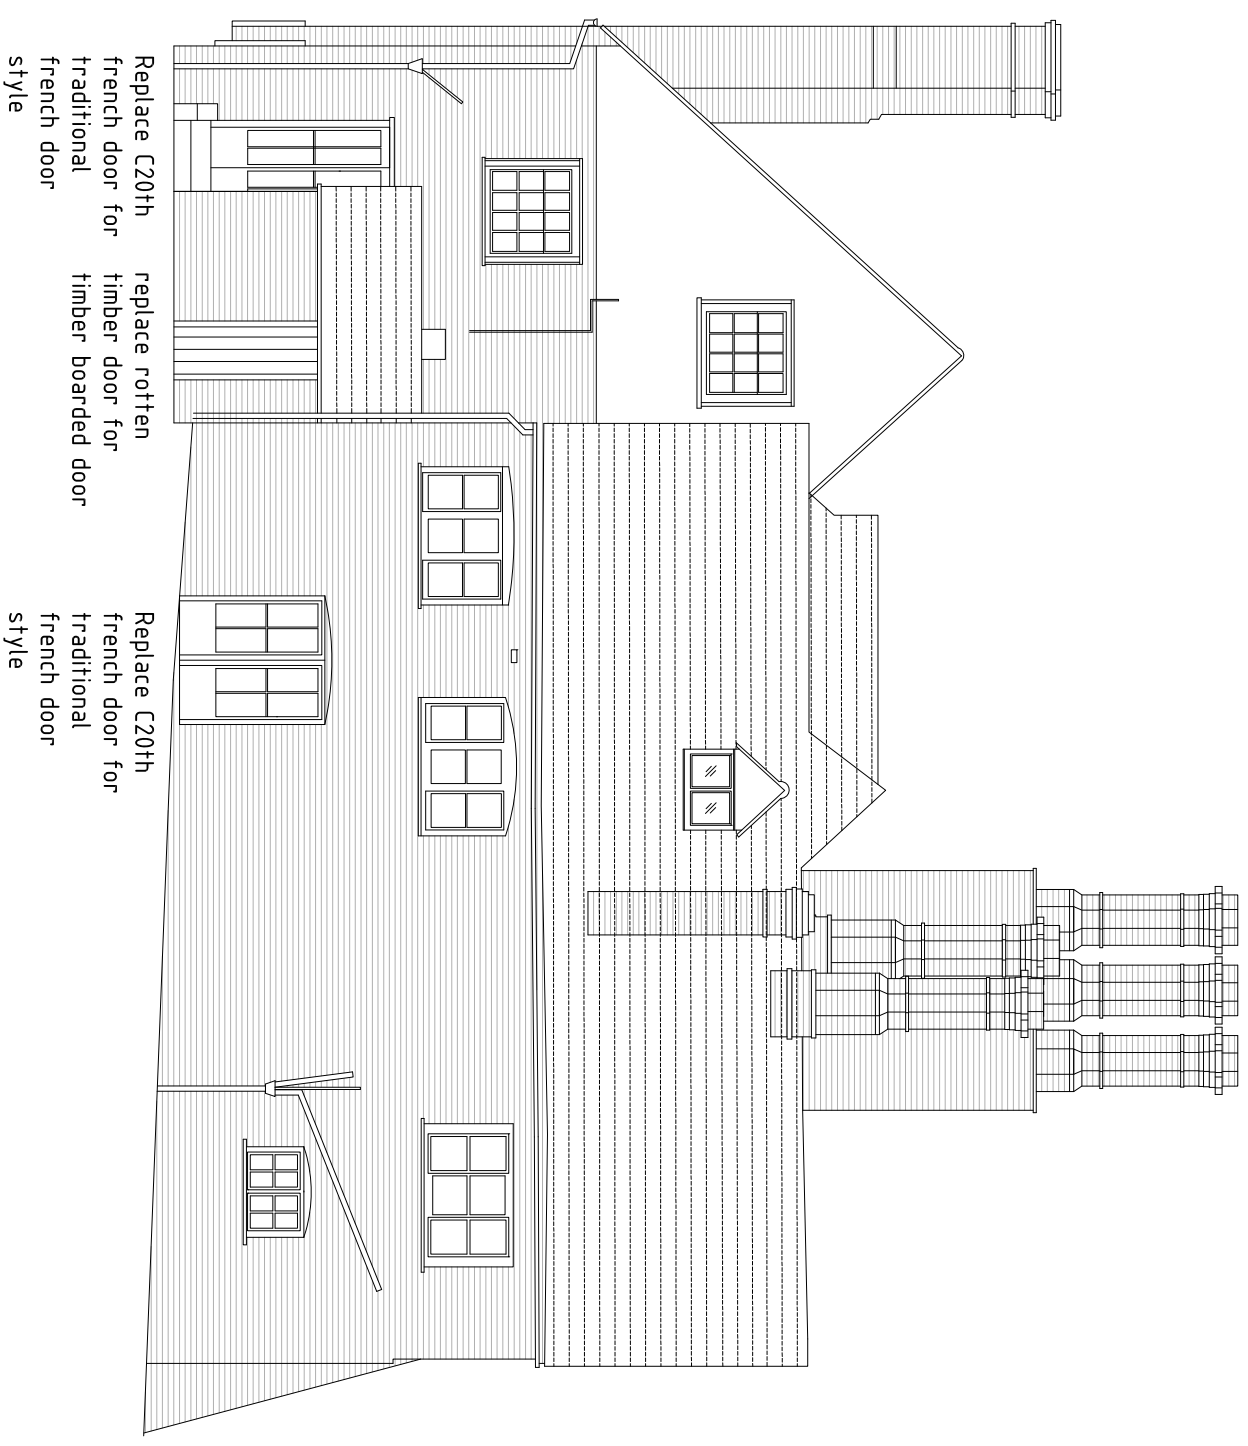 Replace C20th
french door for
traditional
french door
style
replace rotten
timber door for
timber boarded door
Replace C20th
french door for
traditional
french door
style